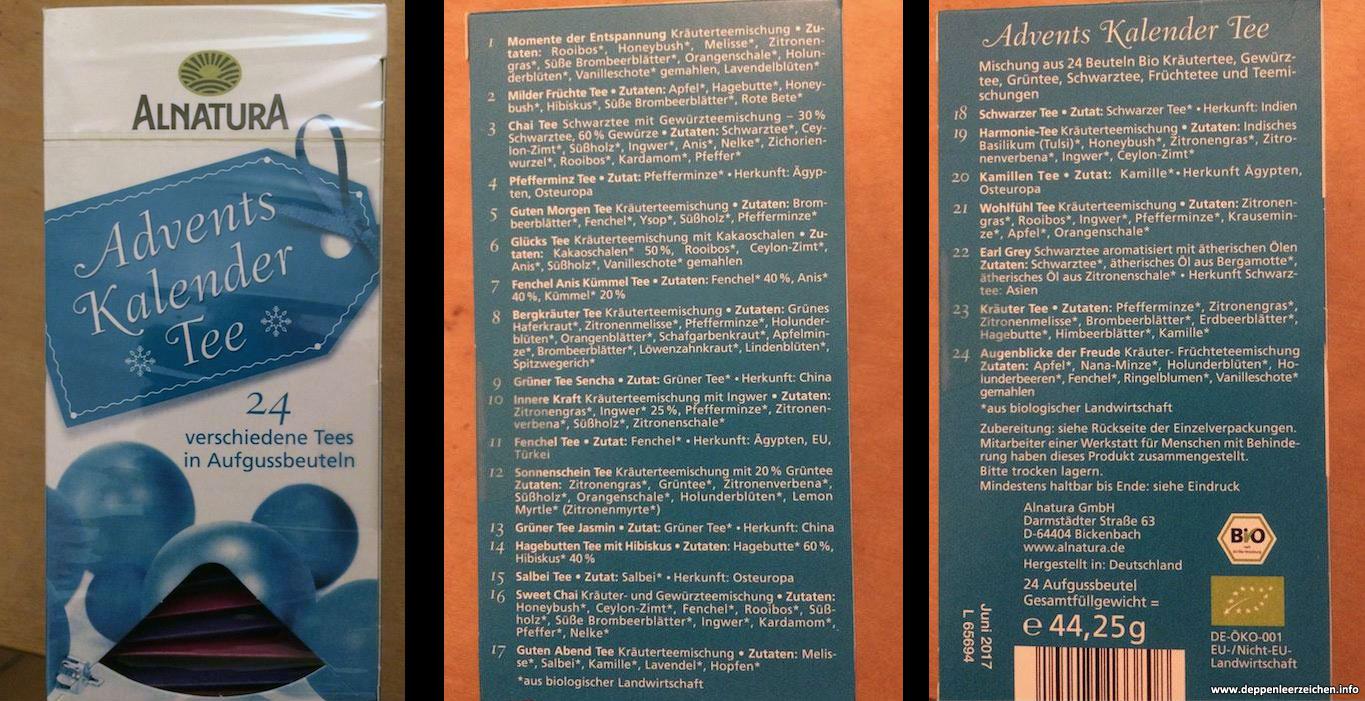 ALNATURA
Advents
Kalender
Tee
24
verschiedene Tees
in Aufgussbeuteln
1 Momente der Entspannung Kräuterteemischung • Zu-
taten: Rooibos*, Honeybush*, Melisse*, Zitronen-
gras*, Süße Brombeerblätter*, Orangenschale*, Holun-
derblüten*, Vanilleschote* gemahlen, Lavendelblüten*
2 Milder Früchte Tee • Zutaten: Apfel*, Hagebutte*, Honey-
bush*, Hibiskus*, Süße Brombeerblätter*, Rote Bete*
3 Chai Tee Schwarztee mit Gewürzteemischung – 30%
Schwarztee, 60% Gewürze • Zutaten: Schwarztee*, Cey-
lon-Zimt*, Süßholz*, Ingwer*, Anis*, Nelke*, Zichorien-
wurzel*, Rooibos*, Kardamom*, Pfeffer*
4 Pfefferminz Tee • Zutat: Pfefferminze* • Herkunft: Ägyp-
ten, Osteuropa
5 Guten Morgen Tee Kräuterteemischung • Zutaten: Brom-
beerblätter*, Fenchel*, Ysop*, Süßholz*, Pfefferminze*
6 Glücks Tee Kräuterteemischung mit Kakaoschalen • Zu-
taten: Kakaoschalen* 50%, Rooibos*, Ceylon-Zimt*,
Anis*, Süßholz*, Vanilleschote* gemahlen
7 Fenchel Anis Kümmel Tee • Zutaten: Fenchel* 40%, Anis*
40%, Kümmel* 20%
8 Bergkräuter Tee Kräuterteemischung • Zutaten: Grünes
Haferkraut*, Zitronenmelisse*, Pfefferminze*, Holunder-
blüten*, Orangenblätter*, Schafgarbenkraut*, Apfelmin-
ze*, Brombeerblätter*, Löwenzahnkraut*, Lindenblüten*,
Spitzwegerich*
9 Grüner Tee Sencha • Zutat: Grüner Tee* • Herkunft: China
10 Innere Kraft Kräuterteemischung mit Ingwer • Zutaten:
Zitronengras*, Ingwer* 25%, Pfefferminze*, Zitronen-
verbena*, Süßholz*, Zitronenschale*
11 Fenchel Tee • Zutat: Fenchel* • Herkunft: Ägypten, EU,
Türkei
12 Sonnenschein Tee Kräuterteemischung mit 20% Grüntee
Zutaten: Zitronengras*, Grüntee*, Zitronenverbena*,
Süßholz*, Orangenschale*, Holunderblüten*, Lemon
Myrtle* (Zitronenmyrte*)
13 Grüner Tee Jasmin • Zutat: Grüner Tee* • Herkunft: China
14 Hagebutten Tee mit Hibiskus • Zutaten: Hagebutte* 60%,
Hibiskus* 40%
15 Salbei Tee • Zutat: Salbei* • Herkunft: Osteuropa
16 Sweet Chai Kräuter- und Gewürzteemischung • Zutaten:
Honeybush*, Ceylon-Zimt*, Fenchel*, Rooibos*, Süß-
holz*, Süße Brombeerblätter*, Ingwer*, Kardamom*,
Pfeffer*, Nelke*
17 Guten Abend Tee Kräuterteemischung • Zutaten: Melis-
se*, Salbei*, Kamille*, Lavendel*, Hopfen*
*aus biologischer Landwirtschaft
Advents Kalender Tee
Mischung aus 24 Beuteln Bio Kräutertee, Gewürz-
tee, Grüntee, Schwarztee, Früchtetee und Teemi-
schungen
18 Schwarzer Tee • Zutat: Schwarzer Tee* • Herkunft: Indien
19 Harmonie-Tee Kräuterteemischung • Zutaten: Indisches
Basilikum (Tulsi)*, Honeybush*, Zitronengras*, Zitro-
nenverbena*, Ingwer*, Ceylon-Zimt*
20 Kamillen Tee • Zutat: Kamille* • Herkunft Ägypten,
Osteuropa
21 Wohlfühl Tee Kräuterteemischung • Zutaten: Zitronen-
gras*, Rooibos*, Ingwer*, Pfefferminze*, Krausemin-
ze*, Apfel*, Orangenschale*
22 Earl Grey Schwarztee aromatisiert mit ätherischen Ölen
Zutaten: Schwarztee*, ätherisches Öl aus Bergamotte*,
ätherisches Öl aus Zitronenschale* • Herkunft Schwarz-
tee: Asien
23 Kräuter Tee • Zutaten: Pfefferminze*, Zitronengras*,
Zitronenmelisse*, Brombeerblätter*, Erdbeerblätter*,
Hagebutte*, Himbeerblätter*, Kamille*
24 Augenblicke der Freude Kräuter- Früchteteemischung
Zutaten: Apfel*, Nana-Minze*, Holunderblüten*, Ho-
lunderbeeren*, Fenchel*, Ringelblumen*, Vanilleschote*
gemahlen
*aus biologischer Landwirtschaft
Zubereitung: siehe Rückseite der Einzelverpackungen.
Mitarbeiter einer Werkstatt für Menschen mit Behinde-
rung haben dieses Produkt zusammengestellt.
Bitte trocken lagern.
Mindestens haltbar bis Ende: siehe Eindruck
Alnatura GmbH
Darmstädter Straße 63
D-64404 Bickenbach
www.alnatura.de
Hergestellt in: Deutschland
24 Aufgussbeutel
Gesamtfüllgewicht =
e 44,25g
Juni 2017
L 65694
Bio
DE-ÖKO-001
EU-/Nicht-EU-
Landwirtschaft
www.deppenleerzeichen.info